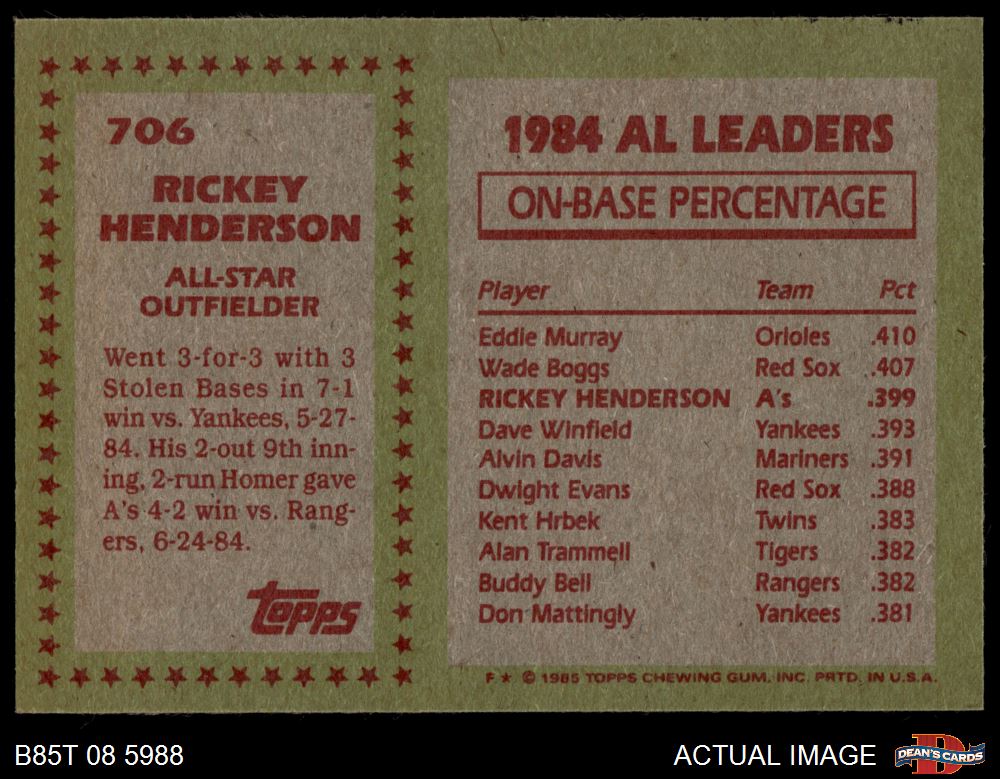 706
RICKEY
HENDERSON
ALL-STAR
OUTFIELDER
Went 3-for-3 with 3
Stolen Bases in 7-1
win vs. Yankees, 5-27-
84. His 2-out 9th inn-
ing, 2-run Homer gave
A's 4-2 win vs. Rang-
ers, 6-24-84.
topps
1984 AL LEADERS
ON-BASE PERCENTAGE
Player Team Pct
Eddie Murray Orioles .410
Wade Boggs Red Sox .407
RICKEY HENDERSON A's .399
Dave Winfield Yankees .393
Alvin Davis Mariners .391
Dwight Evans Red Sox .388
Kent Hrbek Twins .383
Alan Trammell Tigers .382
Buddy Bell Rangers .382
Don Mattingly Yankees .381
F ★ © 1985 TOPPS CHEWING GUM, INC. PRTD. IN U.S.A.
B85T 08 5988
ACTUAL IMAGE
D
DEAN'S CARDS